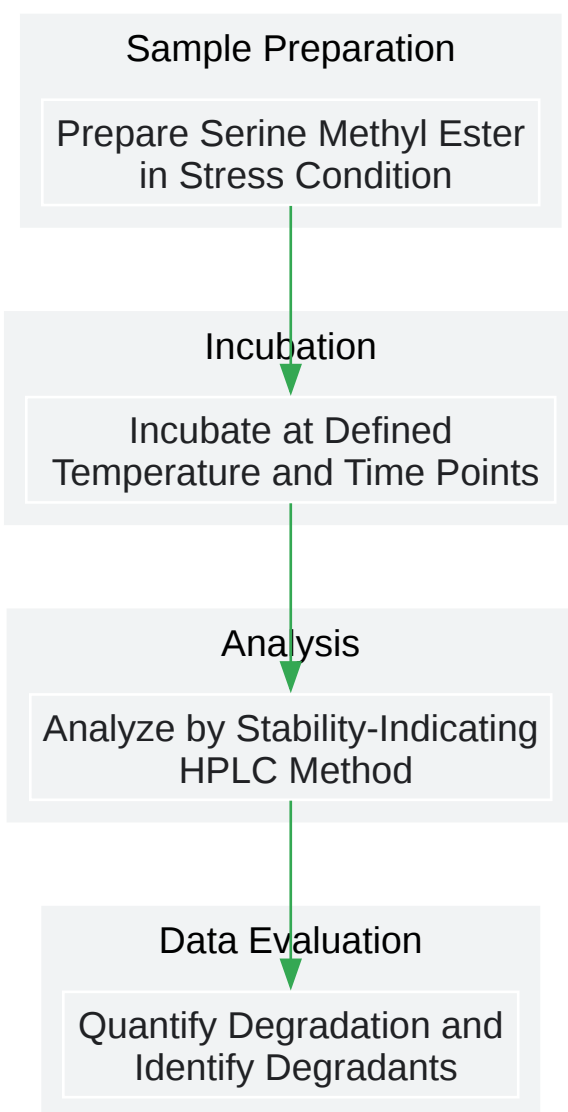 Sample Preparation
Prepare Serine Methyl Ester
in Stress Condition
Incubation
Incubate at Defined
Temperature and Time Points
Analysis
Analyze by Stability-Indicating
HPLC Method
Data Evaluation
Quantify Degradation and
Identify Degradants